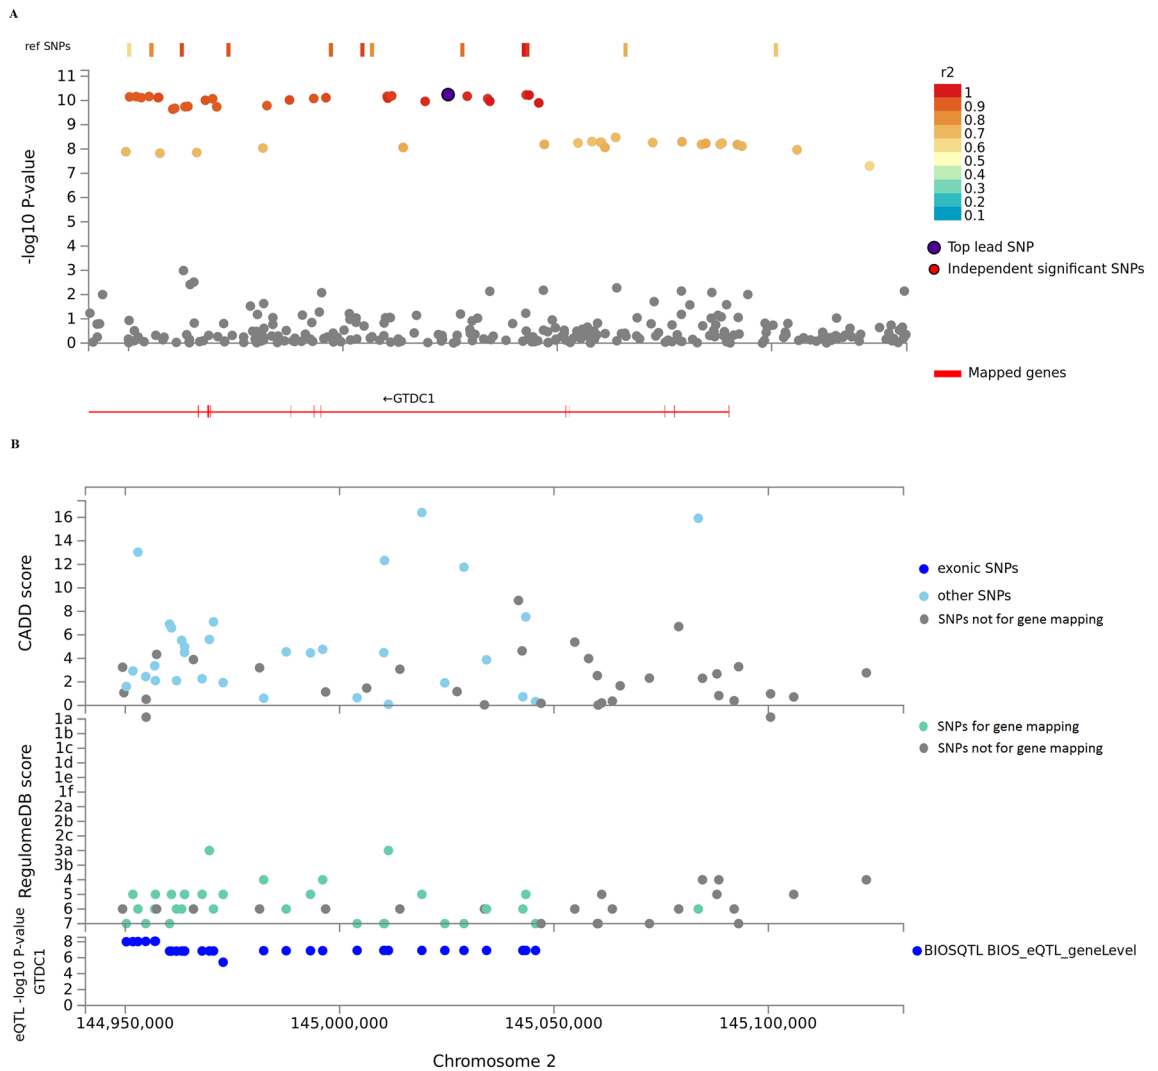 A
ref SNPs
11
10
9
8
7
6
5
4
3
2
1
0
-log10 P-value
r2
1
0.9
0.8
0.7
0.6
0.5
0.4
0.3
0.2
0.1
Top lead SNP
Independent significant SNPs
Mapped genes
←GTDC1
B
16
14
12
10
8
6
4
2
0
CADD score
exonic SNPs
other SNPs
SNPs not for gene mapping
1a
1b
1c
1d
1e
1f
2a
2b
2c
3a
3b
4
5
6
7
RegulomeDB score
SNPs for gene mapping
SNPs not for gene mapping
8
6
4
2
0
eQTL -log10 P-value
GTDC1
BIOSQTL BIOS_eQTL_geneLevel
144,950,000
145,000,000
145,050,000
145,100,000
Chromosome 2